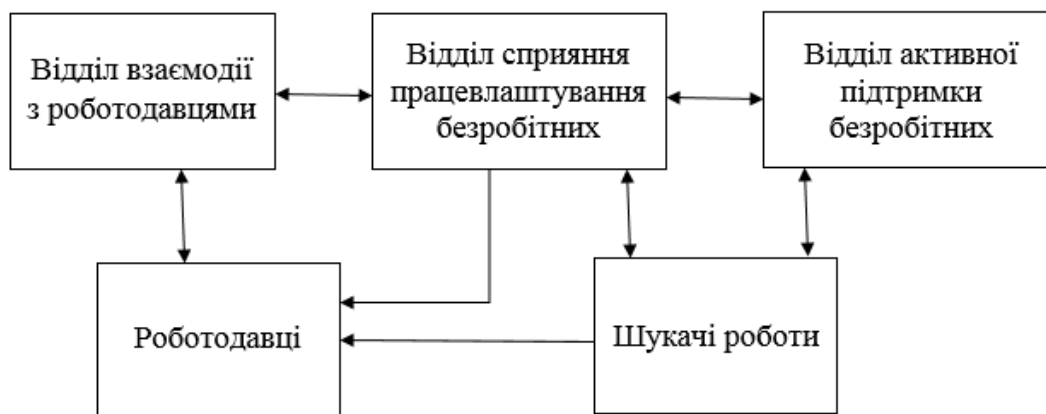 Відділ взаємодії
з роботодавцями
Відділ сприяння
працевлаштування
безробітних
Відділ активної
підтримки
безробітних
Роботодавці
Шукачі роботи